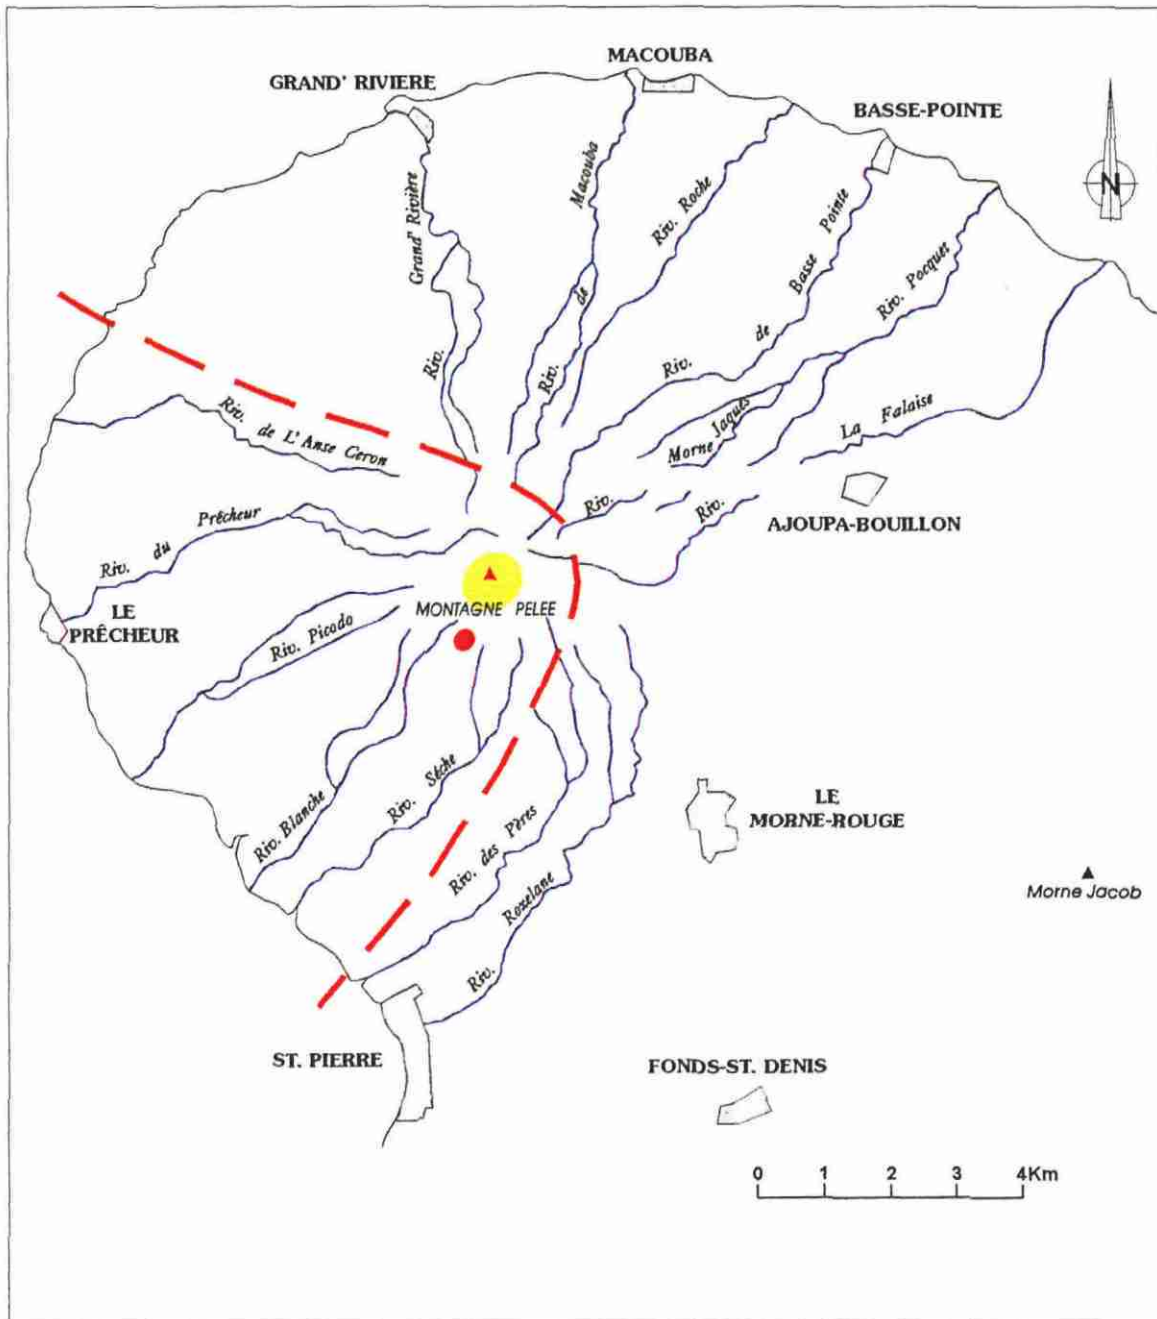 MACOUBA
GRAND' RIVIERE
BASSE-POINTE
N
Riv. Grand' Rivière
Riv. de Macouba
Riv. Roche
Riv. de Basse Pointe
Riv. Pocquet
Riv. Morne Jaques
Riv. La Falaise
Riv. de L'Anse Ceron
AJOUPA-BOUILLON
Riv. du Prêcheur
MONTAGNE PELEE
LE
PRÊCHEUR
Riv. Picodo
Riv. Blanche
Riv. Sèche
Riv. des Pères
Riv. Roxelane
LE
MORNE-ROUGE
Morne Jacob
ST. PIERRE
FONDS-ST. DENIS
0 1 2 3 4Km